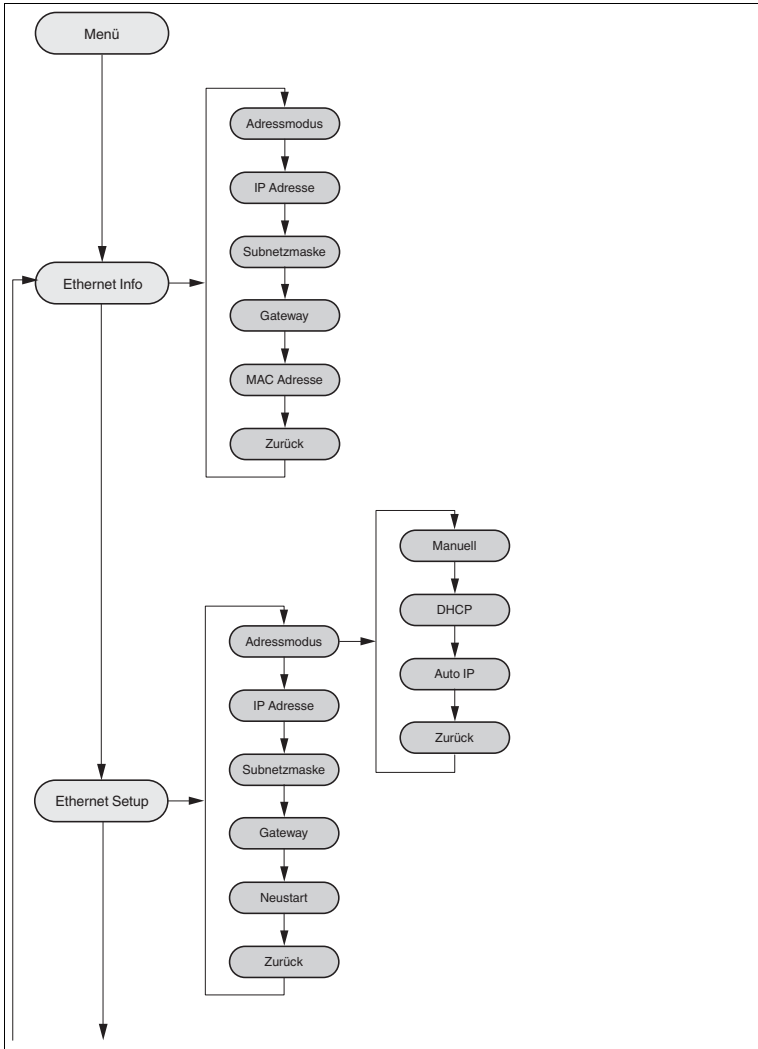 Menü
Ethernet Info
Adressmodus
IP Adresse
Subnetzmaske
Gateway
MAC Adresse
Zurück
Ethernet Setup
Adressmodus
IP Adresse
Subnetzmaske
Gateway
Neustart
Zurück
Manuell
DHCP
Auto IP
Zurück